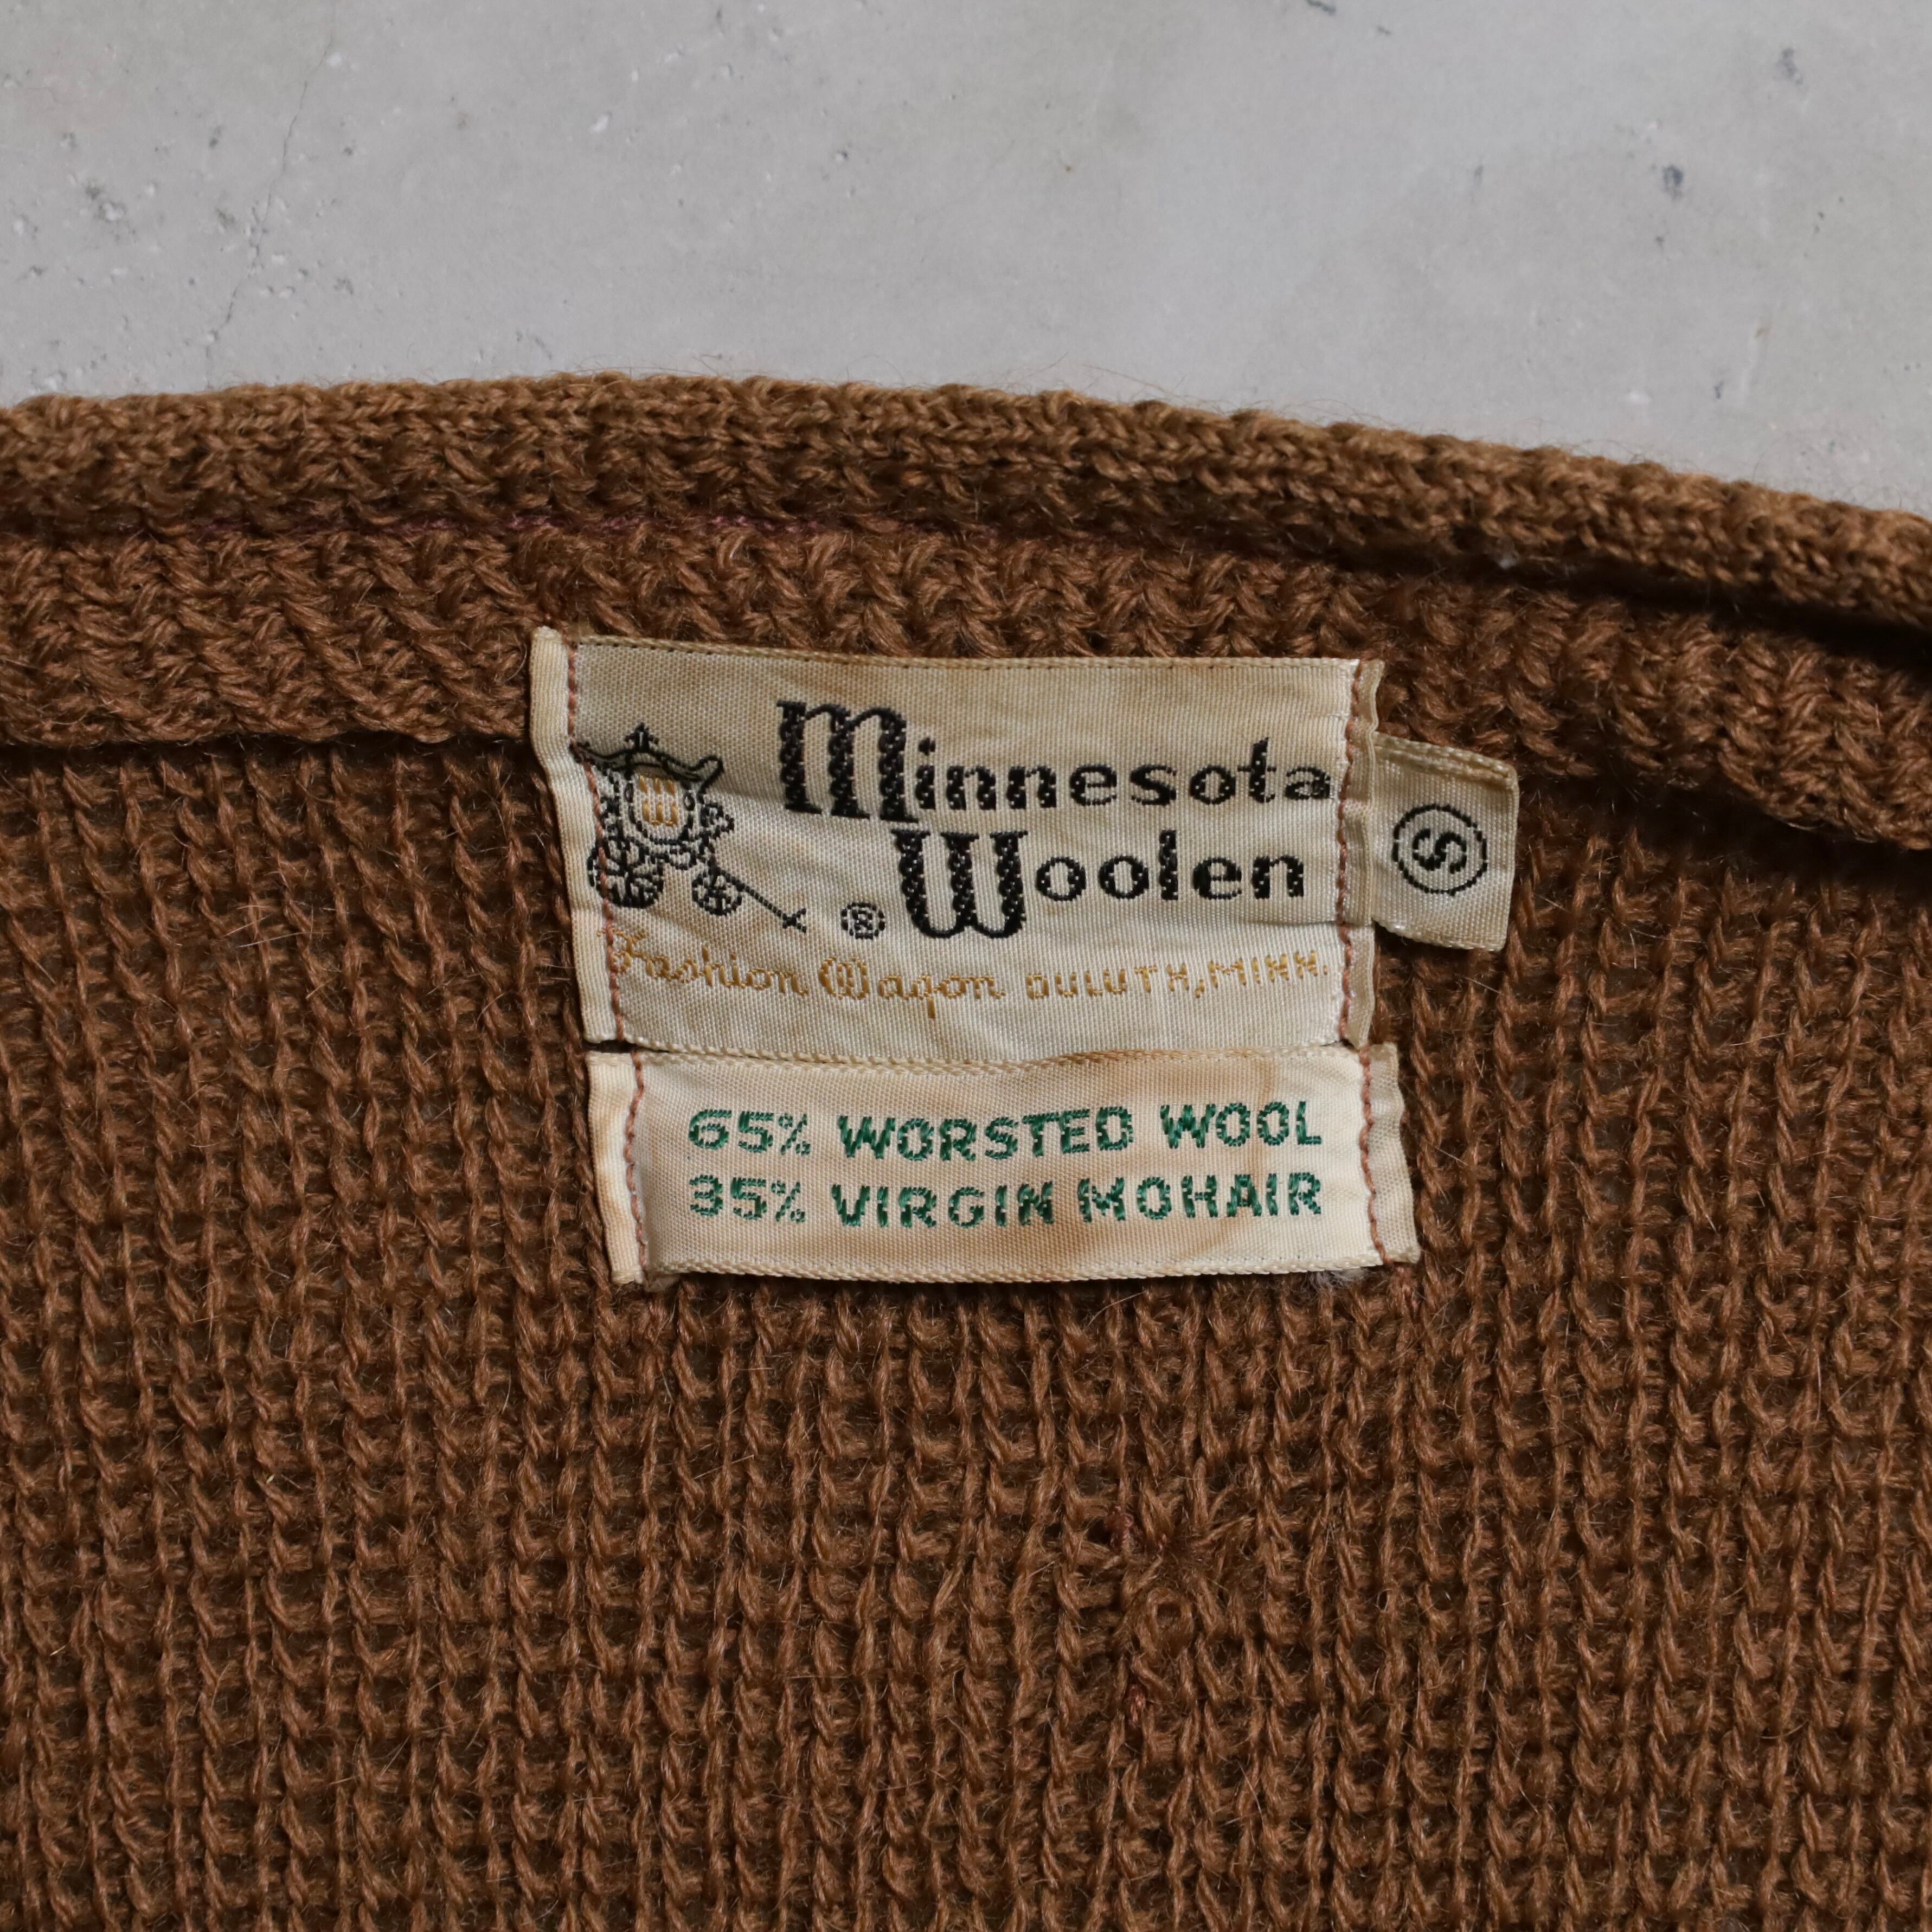 Minnesota
Woolen
®
Fashion Wagon DULUTH, MINN.
S
65% WORSTED WOOL
35% VIRGIN MOHAIR